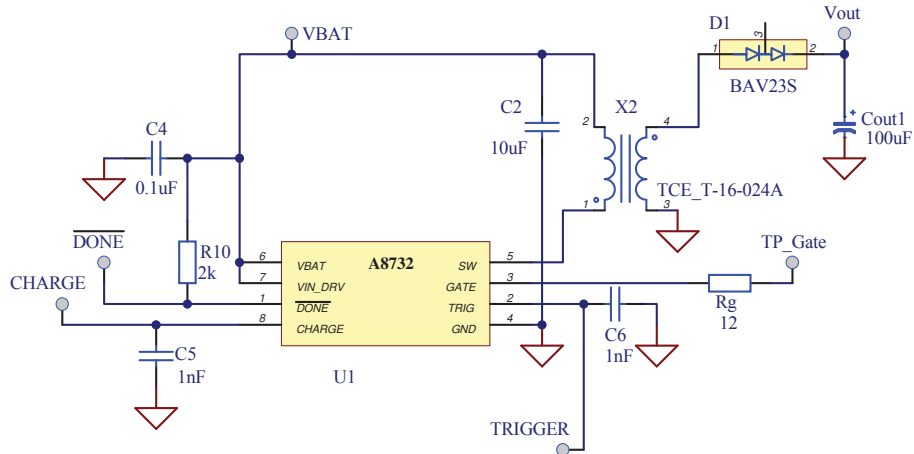 VBAT
D1
Vout
1
3
2
BAV23S
C2
10uF
X2
2
4
Cout1
100uF
C4
0.1uF
1
3
TCE_T-16-024A
DONE
R10
2k
CHARGE
TP_Gate
A8732
6
VBAT
SW
5
7
VIN_DRV
GATE
3
1
DONE
TRIG
2
8
CHARGE
GND
4
Rg
12
C5
1nF
C6
1nF
U1
TRIGGER
+